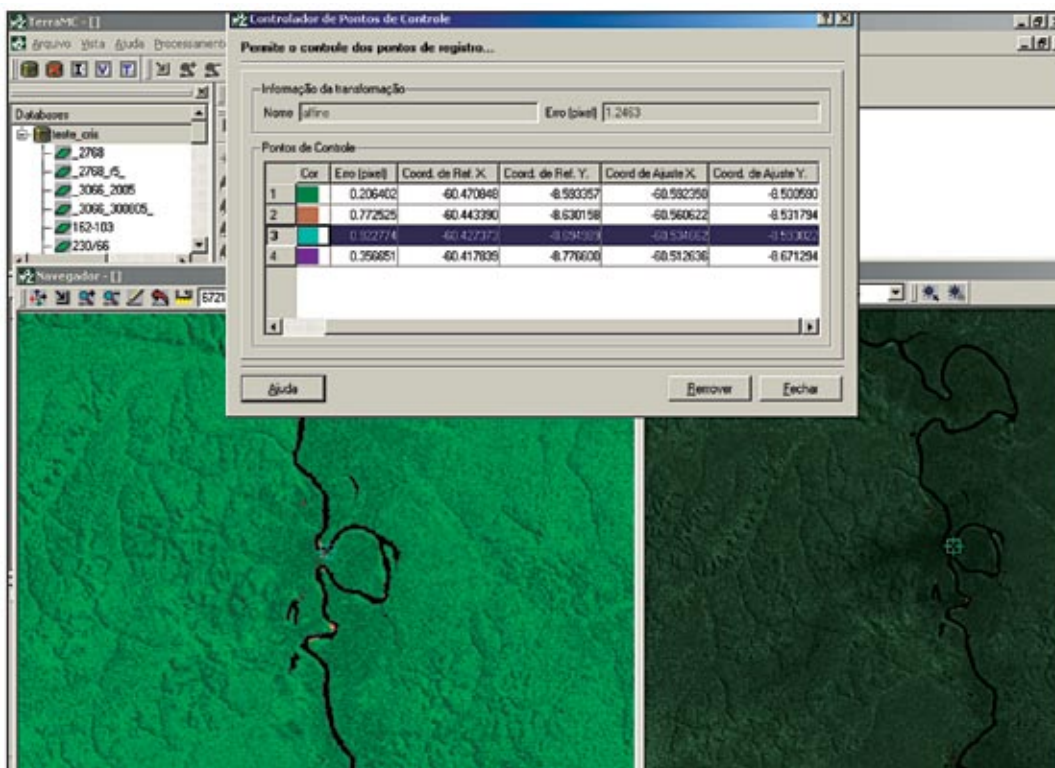 TerraMC - []
Arquivo Vista Ajuda Processamento
Databases
teste_cris
_2768
_2768_r5_
_3066_2005
_3066_300805_
162-103
230/66
Controlador de Pontos de Controle
Permite o controle dos pontos de registro...
Informação da transformação
Nome affine Erro (pixel) 1.2463
Pontos de Controle
Cor Erro (pixel) Coord. de Ref. X. Coord. de Ref. Y. Coord de Ajuste X. Coord. de Ajuste Y.
1 0.206402 -60.470848 -8.593357 -60.592350 -8.500590
2 0.772525 -60.443390 -8.630158 -60.560622 -8.531794
3 0.922774 -60.427373
4 0.356851 -60.417839 -8.776600 -60.512636 -8.671294
Ajuda Remover Fechar
Navegador - []
6721